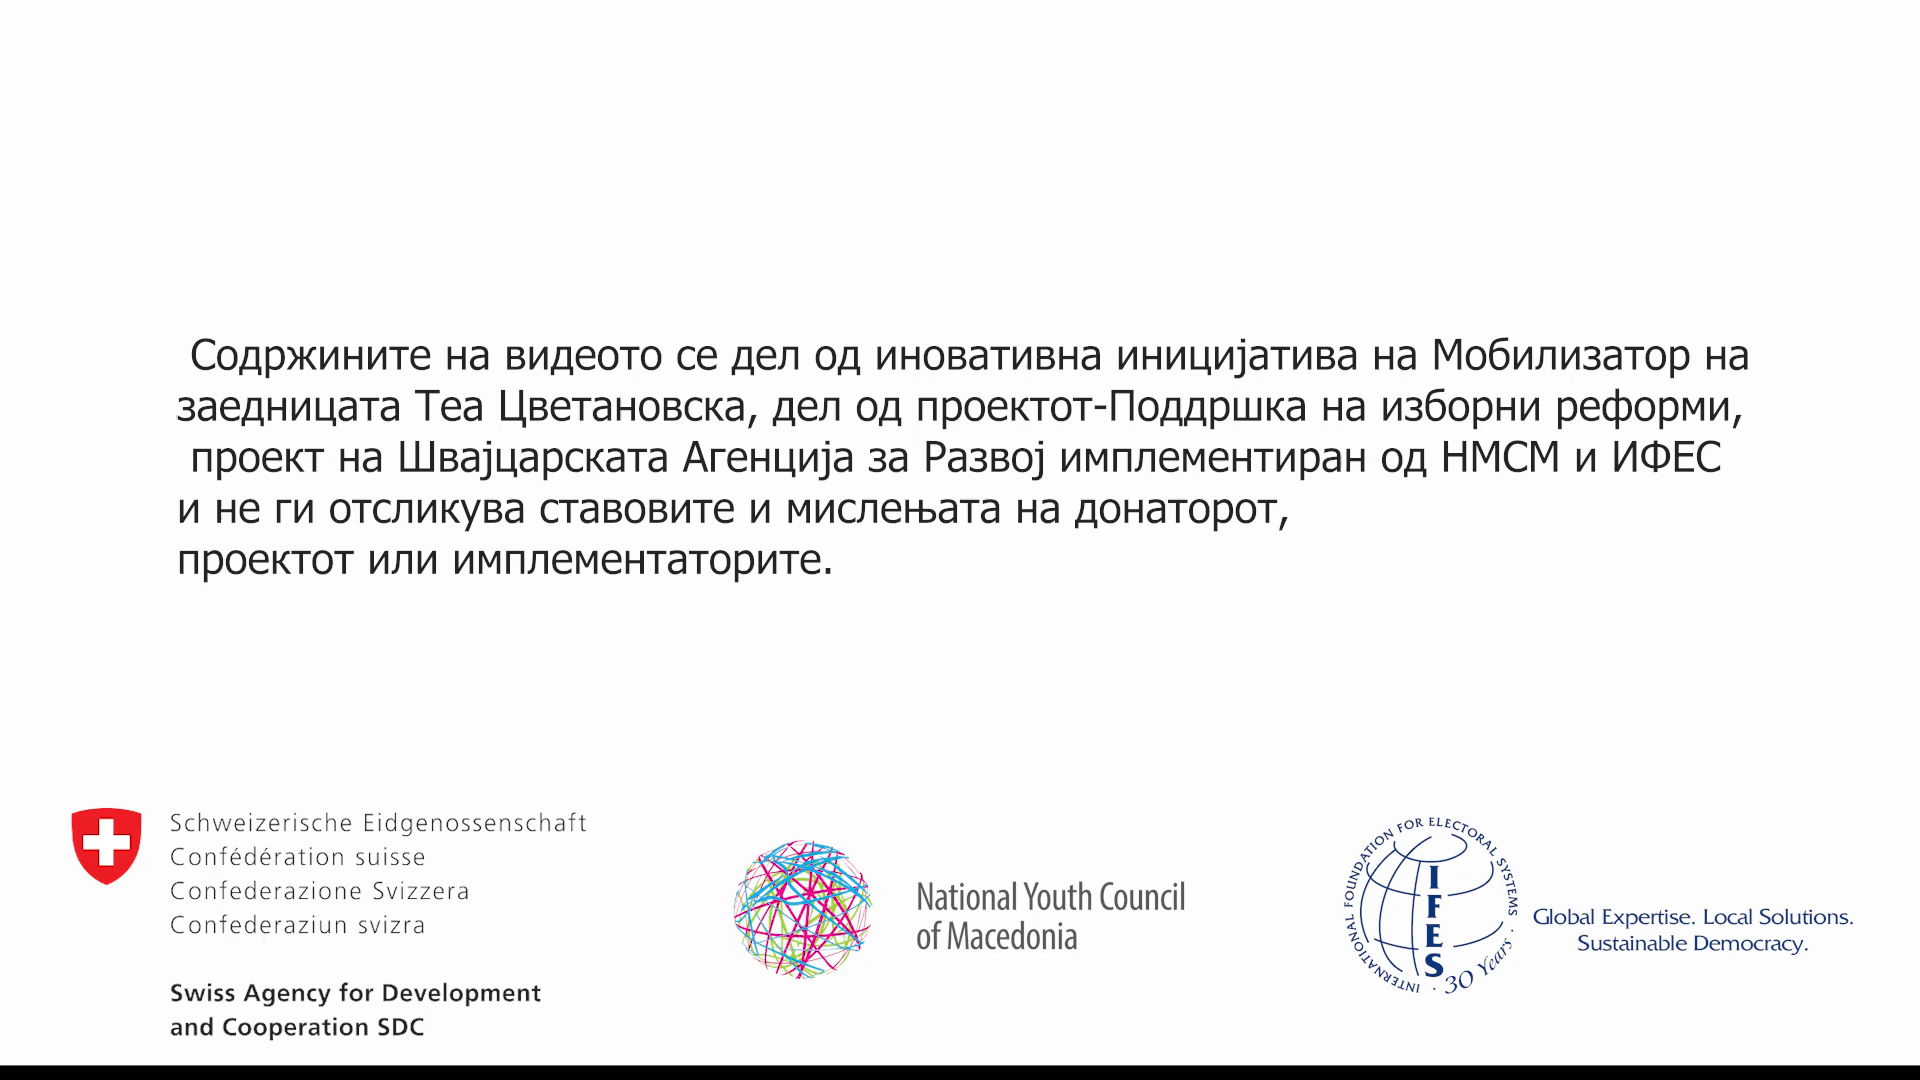 Содржините на видеото се дел од иновативна иницијатива на Мобилизатор на
заедницата Теа Цветановска, дел од проектот-Поддршка на изборни реформи,
проект на Швајцарската Агенција за Развој имплементиран од НМСМ и ИФЕС
и не ги отсликува ставовите и мислењата на донаторот,
проектот или имплементаторите.
Schweizerische Eidgenossenschaft
Confédération suisse
Confederazione Svizzera
Confederaziun svizra
Swiss Agency for Development
and Cooperation SDC
National Youth Council
of Macedonia
INTERNATIONAL FOUNDATION FOR ELECTORAL SYSTEMS
IFES
30 Years
Global Expertise. Local Solutions.
Sustainable Democracy.